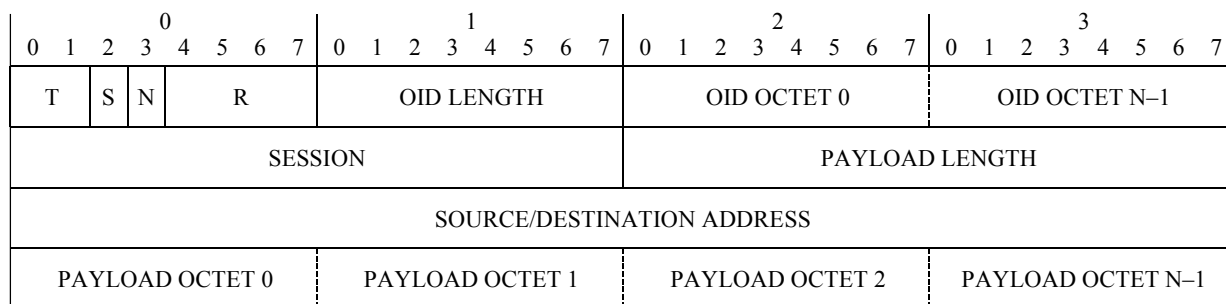 0 1 2 3
0 1 2 3 4 5 6 7 0 1 2 3 4 5 6 7 0 1 2 3 4 5 6 7 0 1 2 3 4 5 6 7
T S N R OID LENGTH OID OCTET 0 OID OCTET N–1
SESSION PAYLOAD LENGTH
SOURCE/DESTINATION ADDRESS
PAYLOAD OCTET 0 PAYLOAD OCTET 1 PAYLOAD OCTET 2 PAYLOAD OCTET N–1